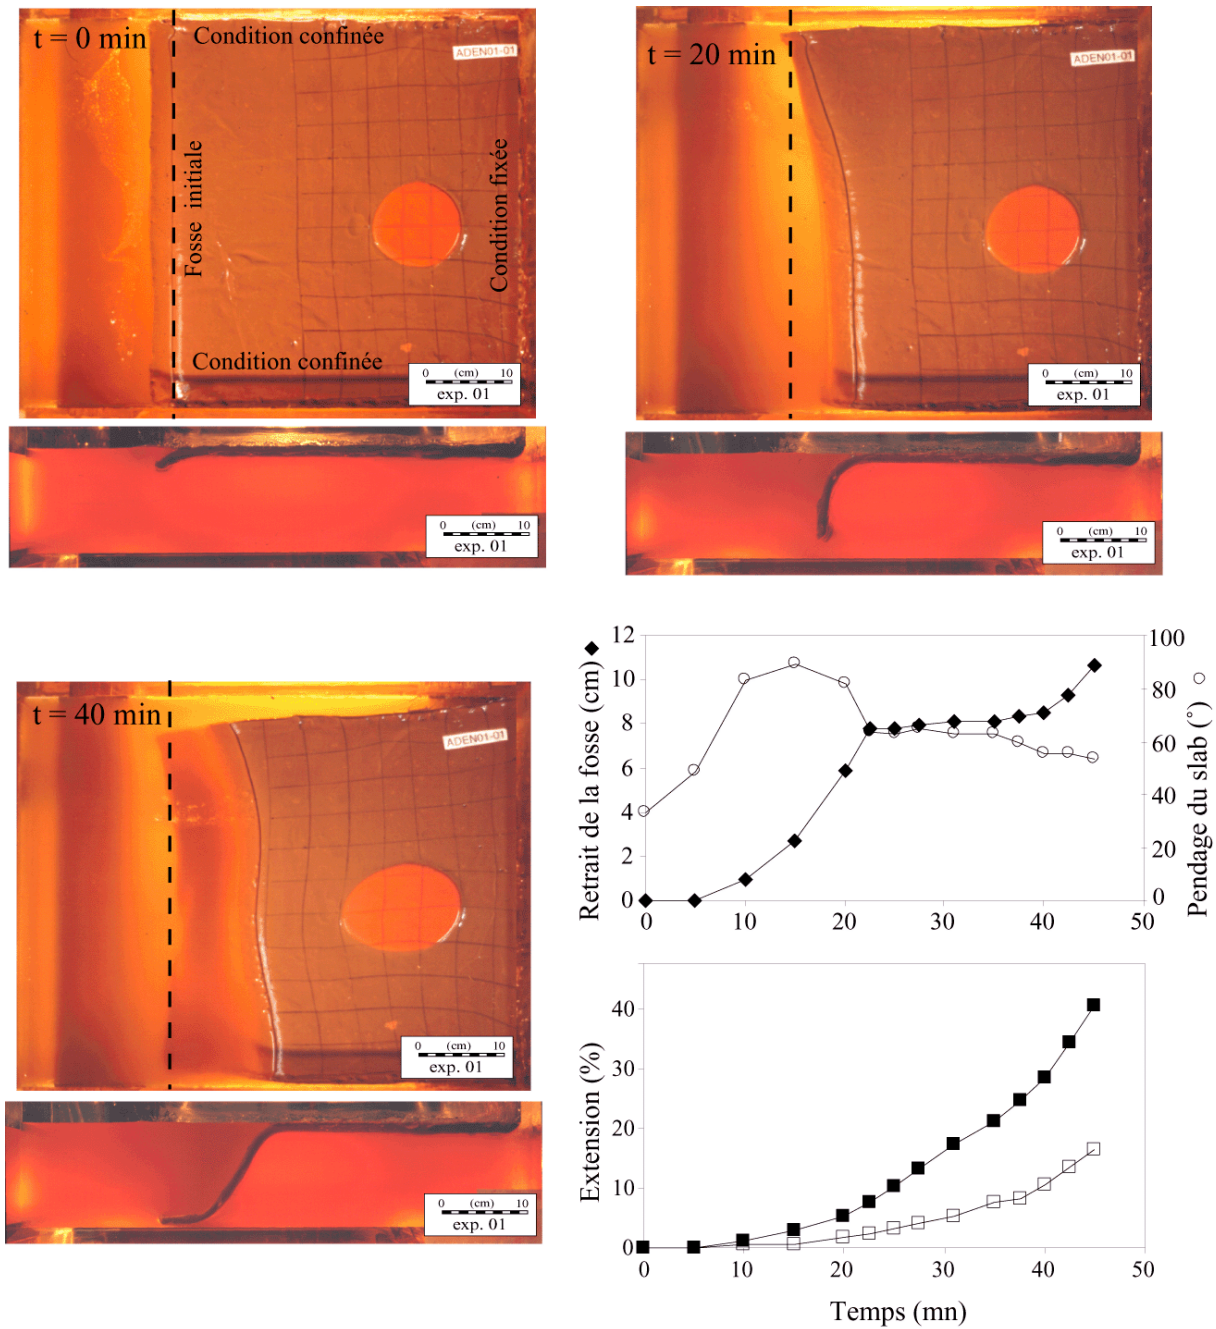 t = 0 min
Condition confinée
ADEN01-01
Fosse initiale
Condition fixée
Condition confinée
0 (cm) 10
exp. 01
0 (cm) 10
exp. 01
t = 20 min
ADEN01-01
0 (cm) 10
exp. 01
0 (cm) 10
exp. 01
t = 40 min
ADEN01-01
0 (cm) 10
exp. 01
0 (cm) 10
exp. 01
Retrait de la fosse (cm)
12
10
8
6
4
2
0
100
80
60
40
20
0
Pendage du slab (°)
0 10 20 30 40 50
Extension (%)
40
30
20
10
0
0 10 20 30 40 50
Temps (mn)